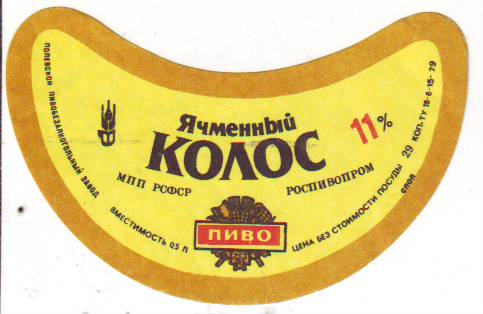 Ячменный
КОЛОС
11%
МПП РСФСР
РОСПИВОПРОМ
ПИВО
ПОЛЕВСКОЙ ПИВОБЕЗАЛКОГОЛЬНЫЙ ЗАВОД
ВМЕСТИМОСТЬ 0,5 Л
ЦЕНА БЕЗ СТОИМОСТИ ПОСУДЫ 29 КОП. ТУ 18-6-15-79